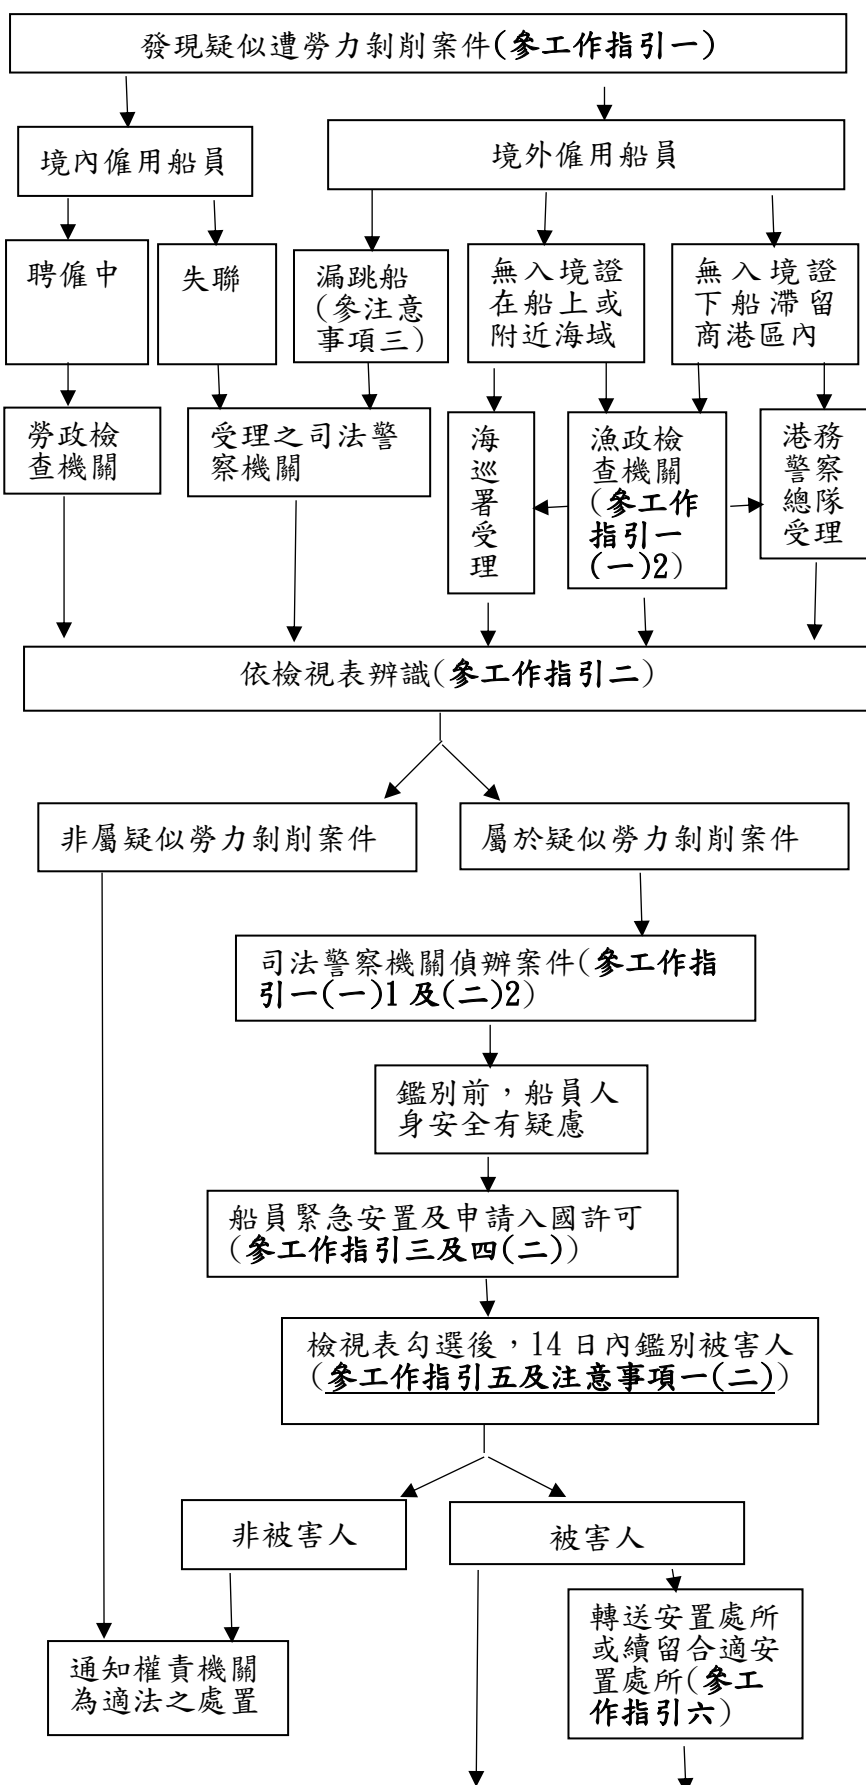 發現疑似遭勞力剝削案件(參工作指引一)
境內僱用船員
境外僱用船員
聘僱中
失聯
漏跳船
(參注意
事項三)
無入境證
在船上或
附近海域
無入境證
下船滯留
商港區內
勞政檢
查機關
受理之司法警
察機關
海
巡
署
受
理
漁政檢
查機關
(參工作
指引一
(一)2)
港務
警察
總隊
受理
依檢視表辨識(參工作指引二)
非屬疑似勞力剝削案件
屬於疑似勞力剝削案件
司法警察機關偵辦案件(參工作指
引一(一)1 及(二)2)
鑑別前，船員人
身安全有疑慮
船員緊急安置及申請入國許可
(參工作指引三及四(二))
檢視表勾選後，14 日內鑑別被害人
(參工作指引五及注意事項一(二))
非被害人
被害人
轉送安置處所
或續留合適安
置處所(參工
作指引六)
通知權責機關
為適法之處置